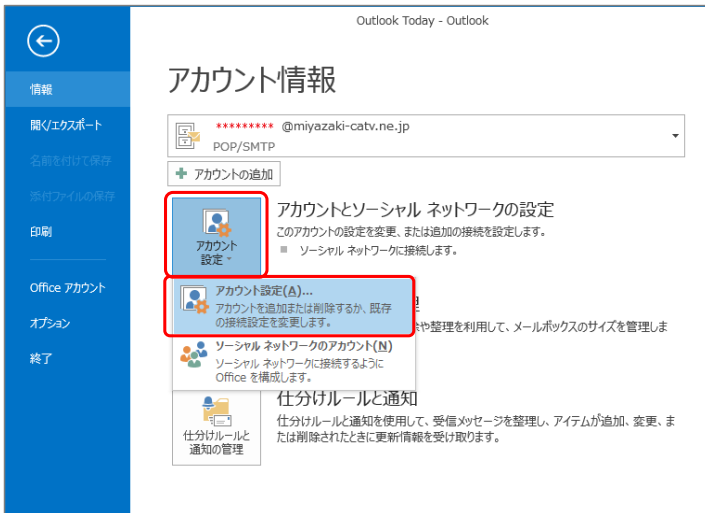 Outlook Today - Outlook
アカウント情報
情報
開く/エクスポート
名前を付けて保存
添付ファイルの保存
印刷
Office アカウント
オプション
終了
********* @miyazaki-catv.ne.jp
POP/SMTP
アカウントの追加
アカウント
設定
アカウントとソーシャル ネットワークの設定
このアカウントの設定を変更、または追加の接続を設定します。
ソーシャル ネットワークに接続します。
アカウント設定(A)...
アカウントを追加または削除するか、既存
の接続設定を変更します。
ソーシャル ネットワークのアカウント(N)
ソーシャル ネットワークに接続するように
Office を構成します。
理
や整理を利用して、メールボックスのサイズを管理しま
仕分けルールと
通知の管理
仕分けルールと通知
仕分けルールと通知を使用して、受信メッセージを整理し、アイテムが追加、変更、ま
たは削除されたときに更新情報を受け取ります。